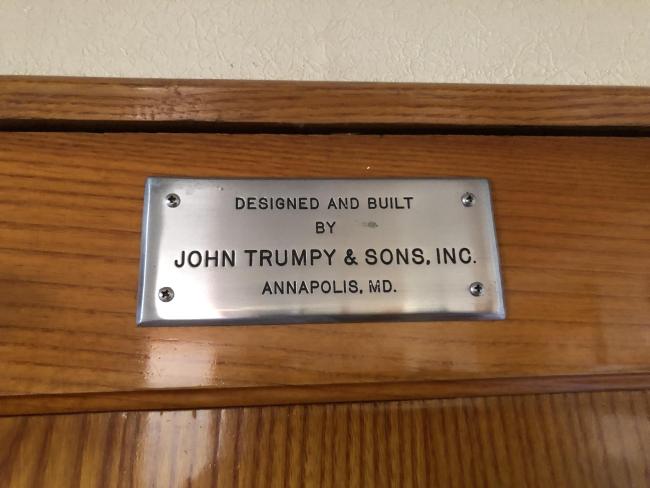 DESIGNED AND BUILT
BY
JOHN TRUMPY & SONS, INC.
ANNAPOLIS, MD.